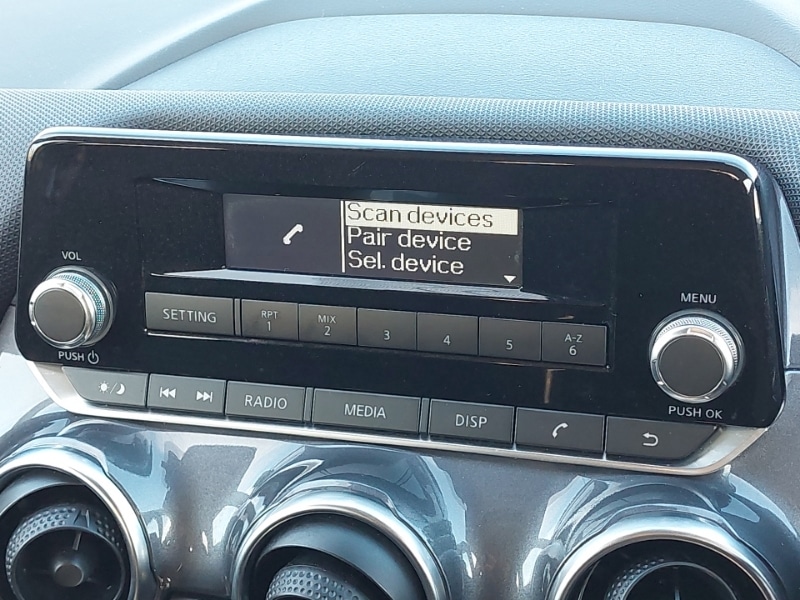 Scan devices
Pair device
Sel. device
VOL
PUSH
MENU
PUSH OK
SETTING
RPT
1
MIX
2
3
4
5
A-Z
6
RADIO
MEDIA
DISP